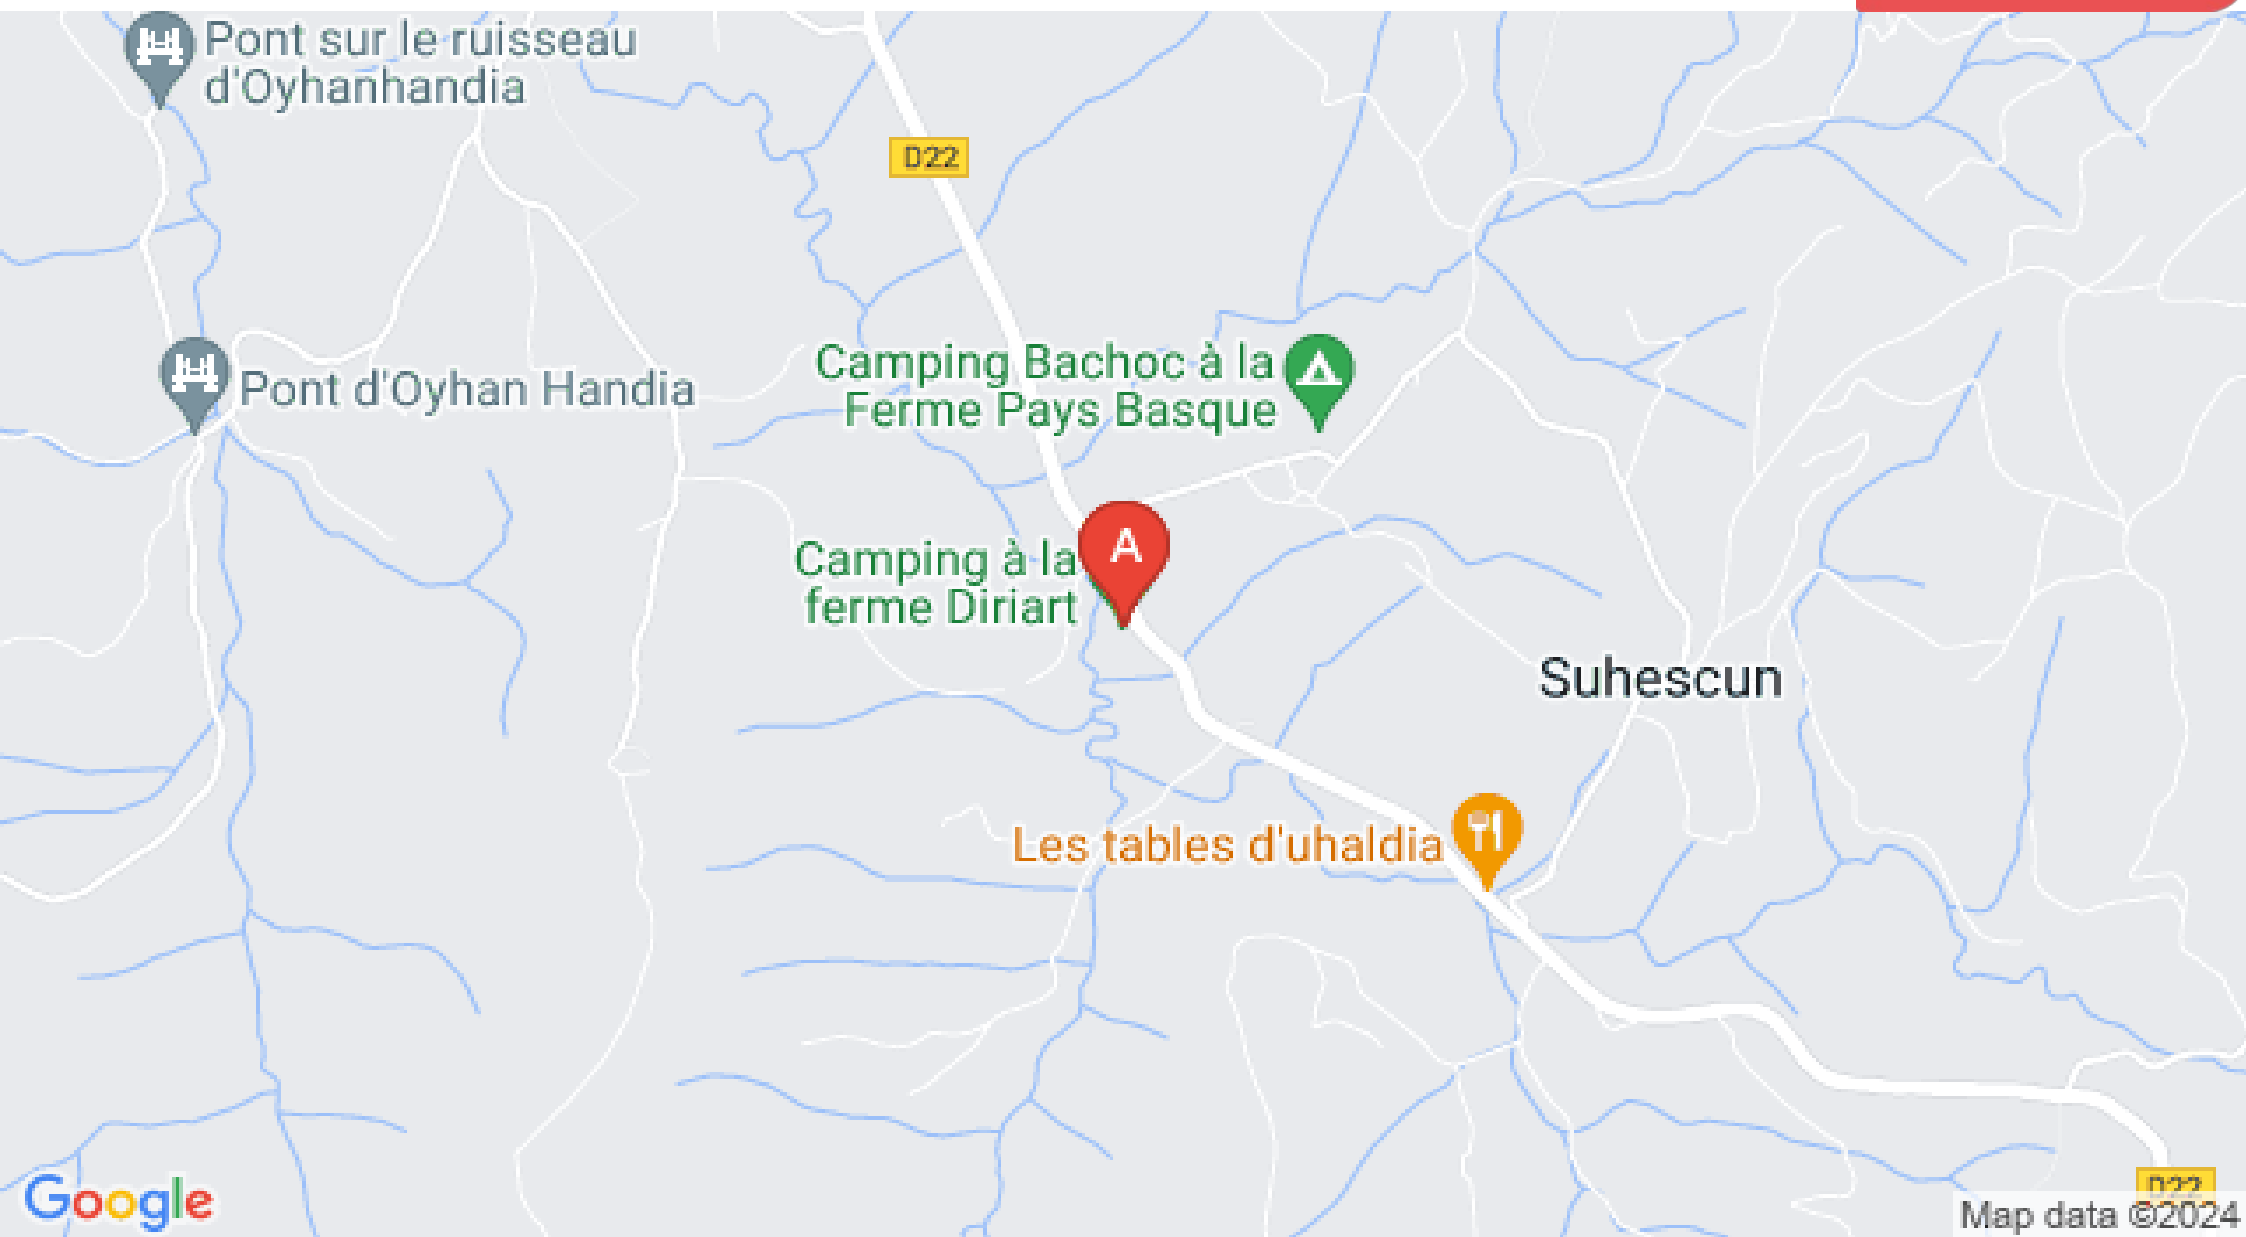 Pont sur le ruisseau
d'Oyhanhandia
D22
Camping Bachoc à la
Ferme Pays Basque
Pont d'Oyhan Handia
A
Camping à la
ferme Diriart
Suhescun
Les tables d'uhaldia
D22
Google
Map data ©2024